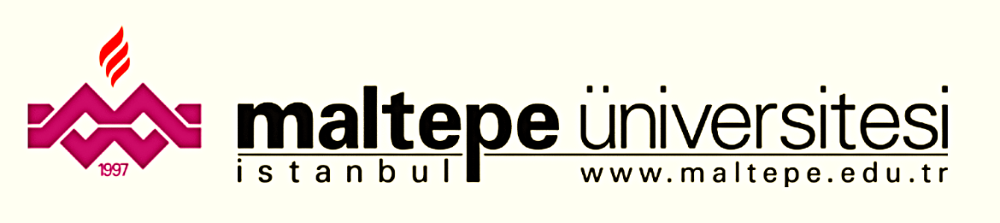 maltepe üniversitesi
istanbul www.maltepe.edu.tr
1997